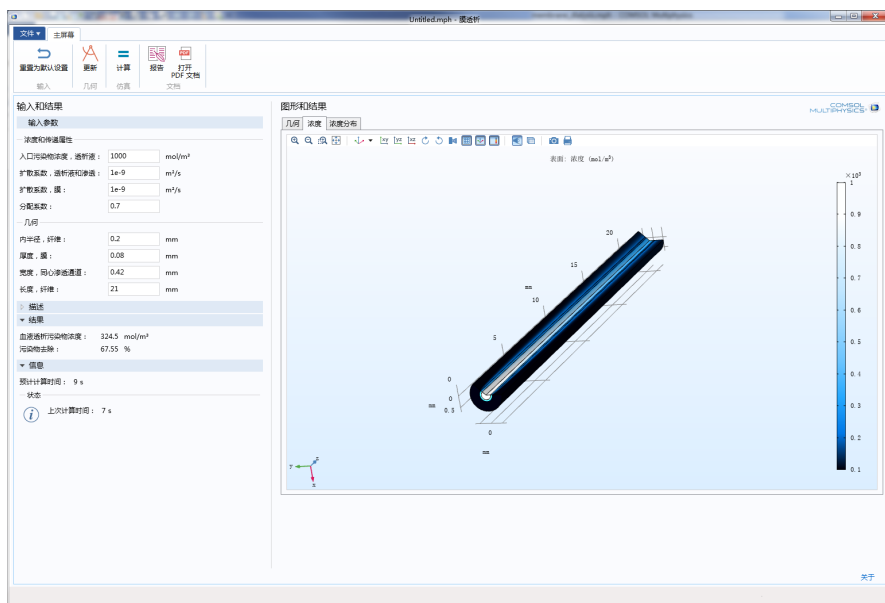 Untitled.mph - 膜透析
文件 主屏幕
重置为默认设置 更新 计算 报告 打开 PDF 文档
输入 几何 仿真 文档
输入和结果
输入参数
浓度和传递属性
入口污染物浓度，透析液： 1000 mol/m³
扩散系数，透析液和渗透： 1e-9 m²/s
扩散系数，膜： 1e-9 m²/s
分配系数： 0.7
几何
内半径，纤维： 0.2 mm
厚度，膜： 0.08 mm
宽度，同心渗透通道： 0.42 mm
长度，纤维： 21 mm
描述
结果
血液透析污染物浓度： 324.5 mol/m³
污染物去除： 67.55 %
信息
预计计算时间： 9 s
状态
上次计算时间： 7 s
图形和结果
COMSOL
MULTIPHYSICS
几何 浓度 浓度分布
xy yz xz
表面: 浓度 (mol/m³)
×10³
1
0.9
0.8
0.7
0.6
0.5
0.4
0.3
0.2
0.1
20
15
mm
10
5
0
0
mm 0.5
0
mm
y z
x
关于